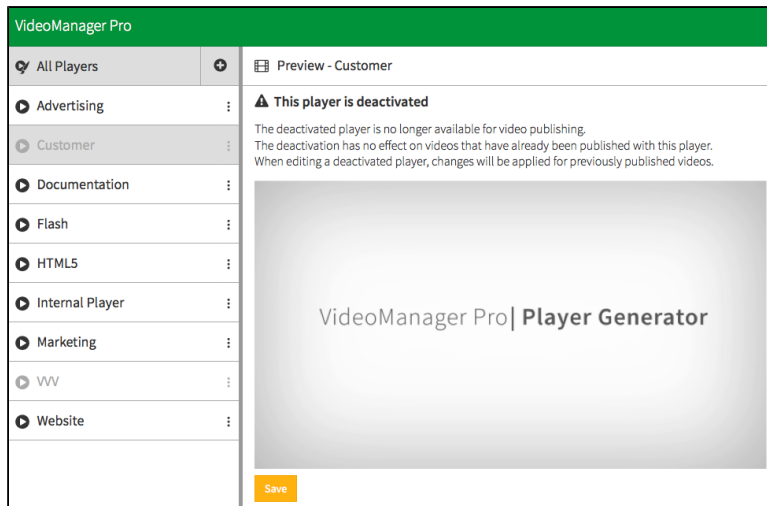 VideoManager Pro
All Players
Advertising
Customer
Documentation
Flash
HTML5
Internal Player
Marketing
VVV
Website
Preview - Customer
This player is deactivated
The deactivated player is no longer available for video publishing.
The deactivation has no effect on videos that have already been published with this player.
When editing a deactivated player, changes will be applied for previously published videos.
VideoManager Pro| Player Generator
Save